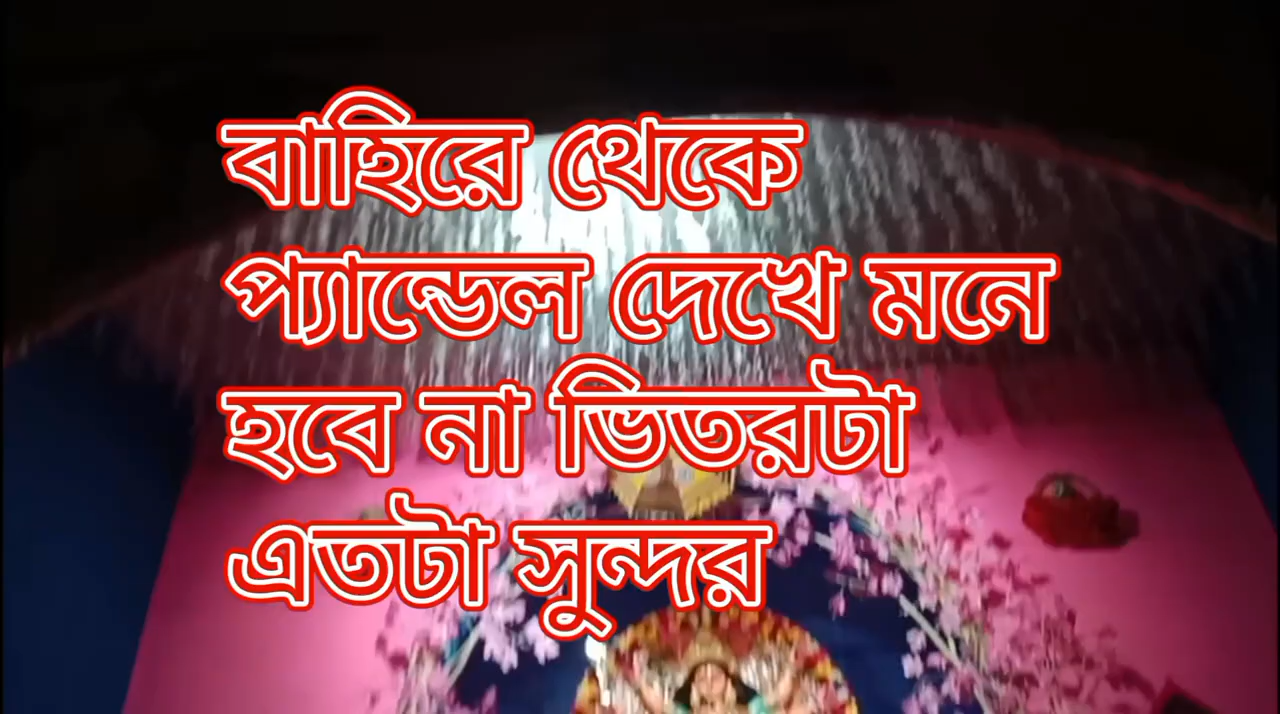 বাহিরে থেকে
প্যান্ডেল দেখে মনে
হবে না ভিতরটা
এতটা সুন্দর